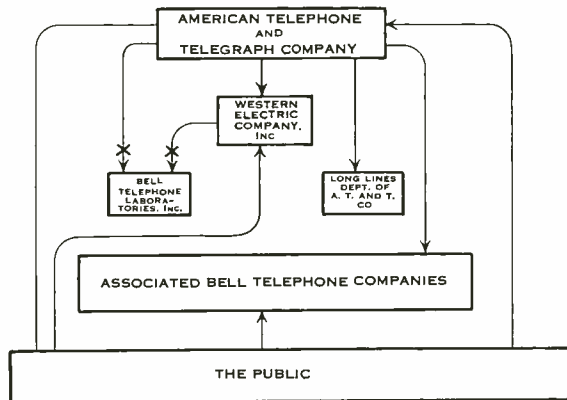 AMERICAN TELEPHONE
AND
TELEGRAPH COMPANY
WESTERN
ELECTRIC
COMPANY,
INC
BELL
TELEPHONE
LABORA-
TORIES, INC.
LONG LINES
DEPT. OF
A. T. AND T.
CO
ASSOCIATED BELL TELEPHONE COMPANIES
THE PUBLIC